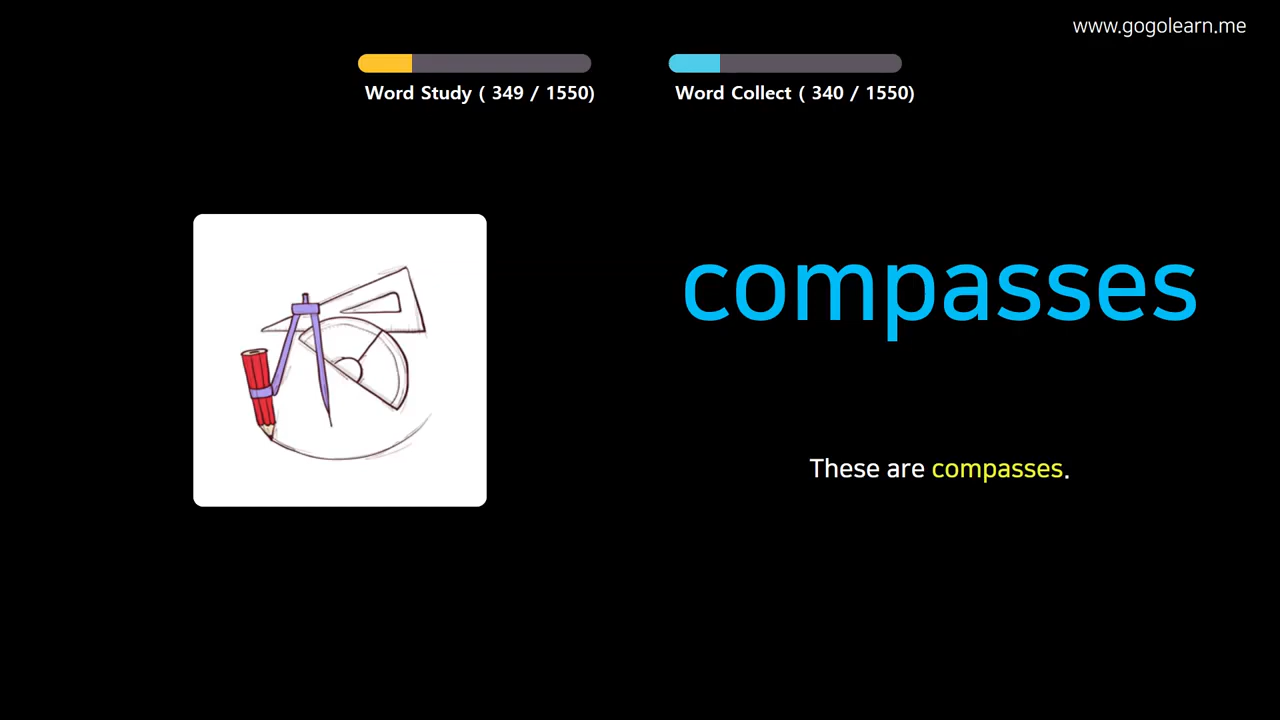 www.gogolearn.me
Word Study ( 349 / 1550)
Word Collect ( 340 / 1550)
compasses
These are compasses.